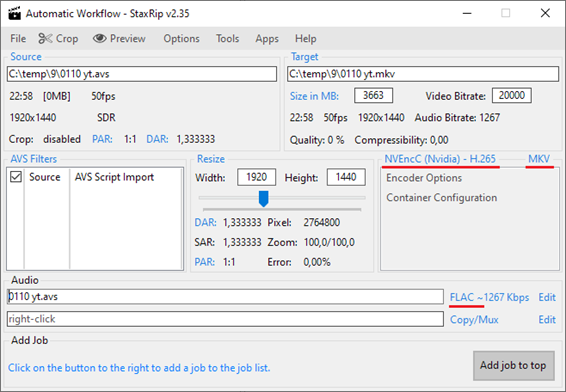 Automatic Workflow - StaxRip v2.35
File Crop Preview Options Tools Apps Help
Source
C:\temp\9\0110 yt.avs
22:58 [0MB] 50fps
1920x1440 SDR
Crop: disabled PAR: 1:1 DAR: 1,333333
Target
C:\temp\9\0110 yt.mkv
Size in MB: 3663 Video Bitrate: 20000
22:58 50fps 1920x1440 Audio Bitrate: 1267
Quality: 0 % Compressibility: 0,00
AVS Filters
Source AVS Script Import
Resize
Width: 1920 Height: 1440
DAR: 1,333333 Pixel: 2764800
SAR: 1,333333 Zoom: 100,0/100,0
PAR: 1:1 Error: 0,00%
NVEncC (Nvidia) - H.265 MKV
Encoder Options
Container Configuration
Audio
0110 yt.avs FLAC ~1267 Kbps Edit
right-click Copy/Mux Edit
Add Job
Click on the button to the right to add a job to the job list.
Add job to top